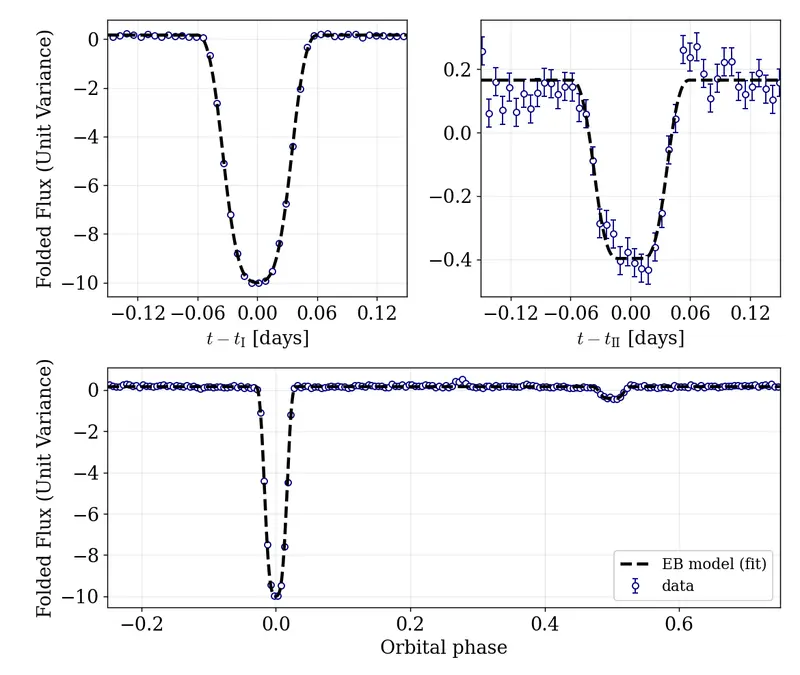 Folded Flux (Unit Variance)
0
−2
−4
−6
−8
−10
−0.12 −0.06 0.00 0.06 0.12
t − tI [days]
0.2
0.0
−0.2
−0.4
−0.12 −0.06 0.00 0.06 0.12
t − tII [days]
Folded Flux (Unit Variance)
0
−2
−4
−6
−8
−10
EB model (fit)
data
−0.2 0.0 0.2 0.4 0.6
Orbital phase